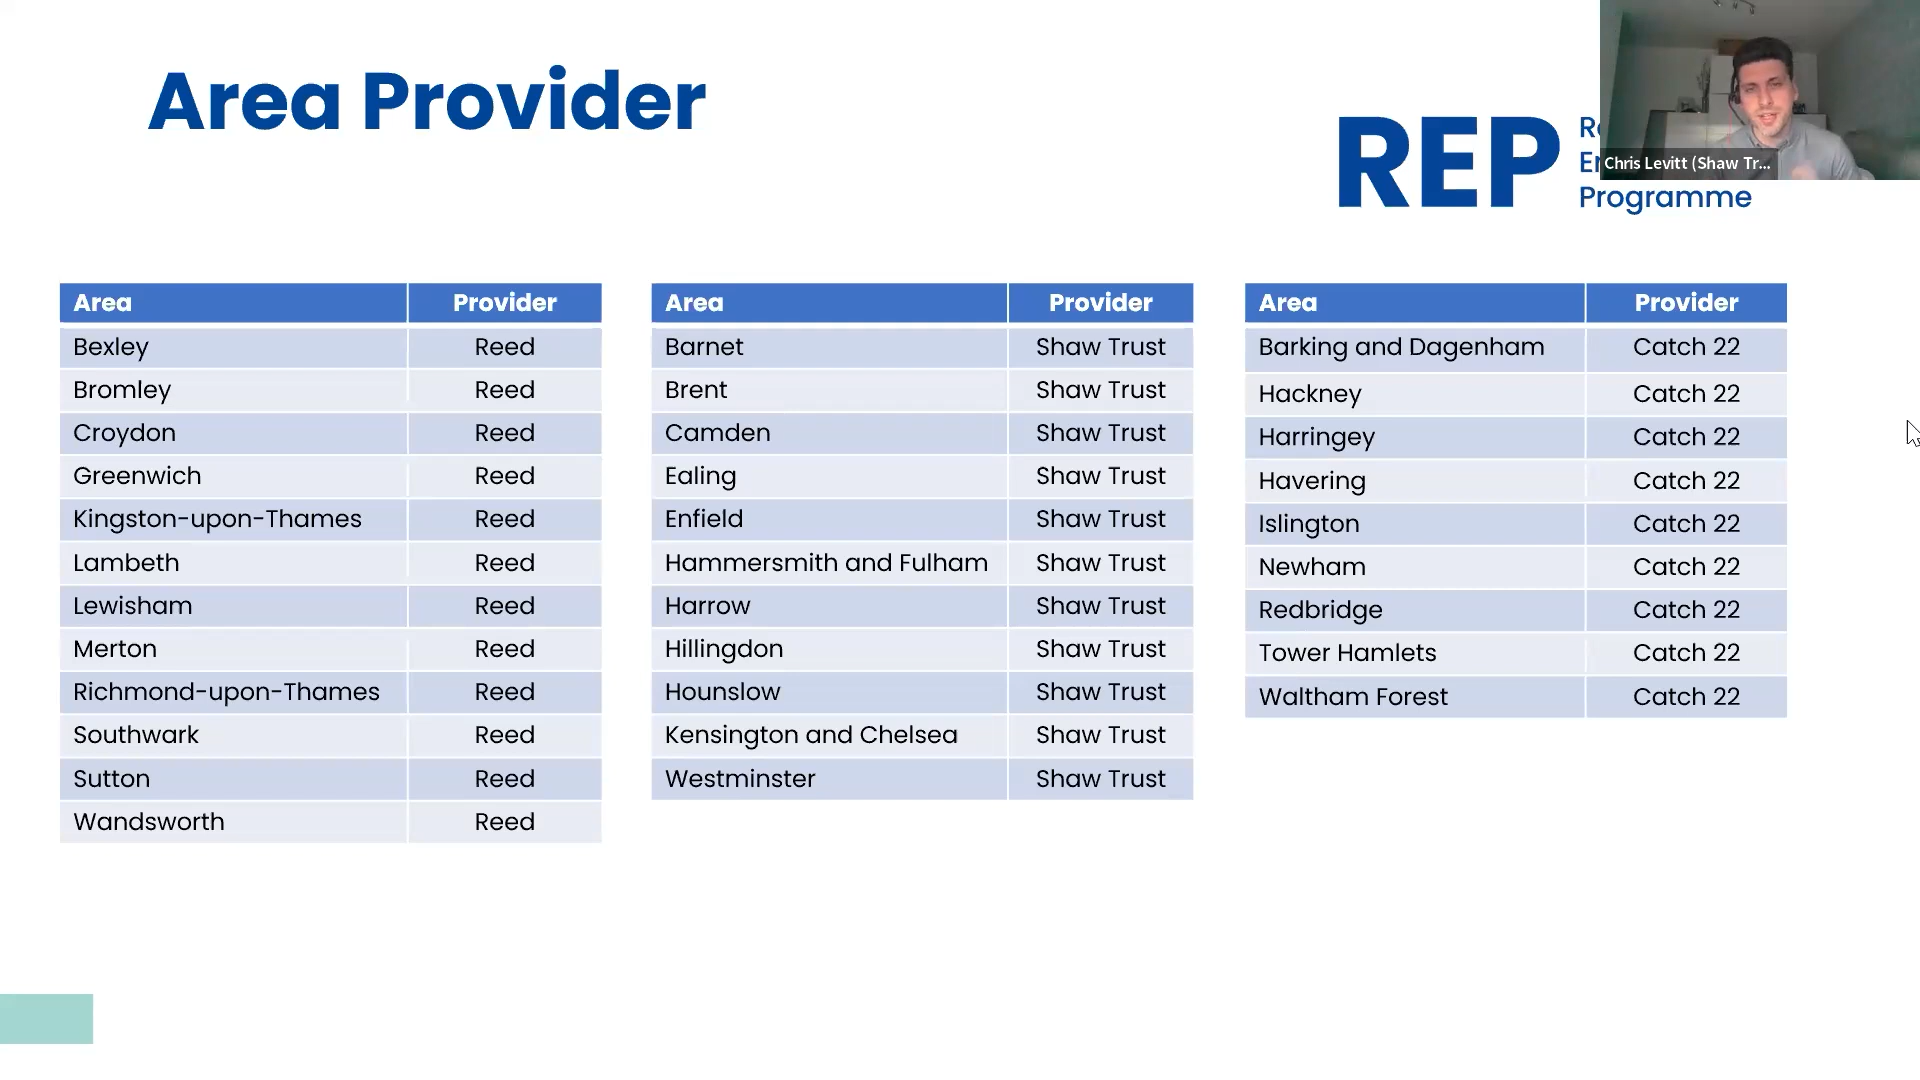 Area Provider
REP
Programme
Chris Levitt (Shaw Tr...
Area Provider
Bexley Reed
Bromley Reed
Croydon Reed
Greenwich Reed
Kingston-upon-Thames Reed
Lambeth Reed
Lewisham Reed
Merton Reed
Richmond-upon-Thames Reed
Southwark Reed
Sutton Reed
Wandsworth Reed
Area Provider
Barnet Shaw Trust
Brent Shaw Trust
Camden Shaw Trust
Ealing Shaw Trust
Enfield Shaw Trust
Hammersmith and Fulham Shaw Trust
Harrow Shaw Trust
Hillingdon Shaw Trust
Hounslow Shaw Trust
Kensington and Chelsea Shaw Trust
Westminster Shaw Trust
Area Provider
Barking and Dagenham Catch 22
Hackney Catch 22
Harringey Catch 22
Havering Catch 22
Islington Catch 22
Newham Catch 22
Redbridge Catch 22
Tower Hamlets Catch 22
Waltham Forest Catch 22